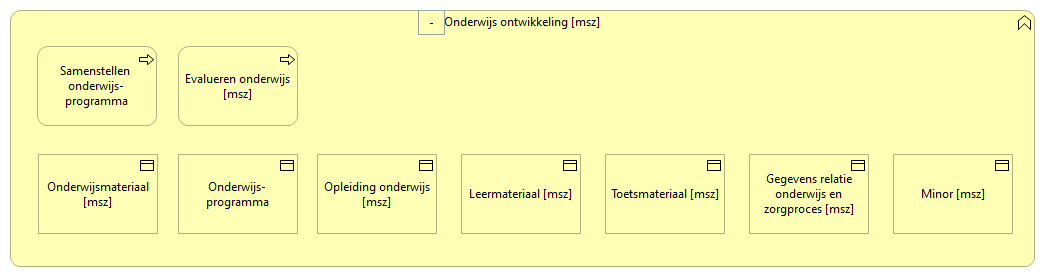 - Onderwijs ontwikkeling [msz]
Samenstellen
onderwijs-
programma
Evalueren onderwijs
[msz]
Onderwijsmateriaal
[msz]
Onderwijs-
programma
Opleiding onderwijs
[msz]
Leermateriaal [msz]
Toetsmateriaal [msz]
Gegevens relatie
onderwijs en
zorgproces [msz]
Minor [msz]